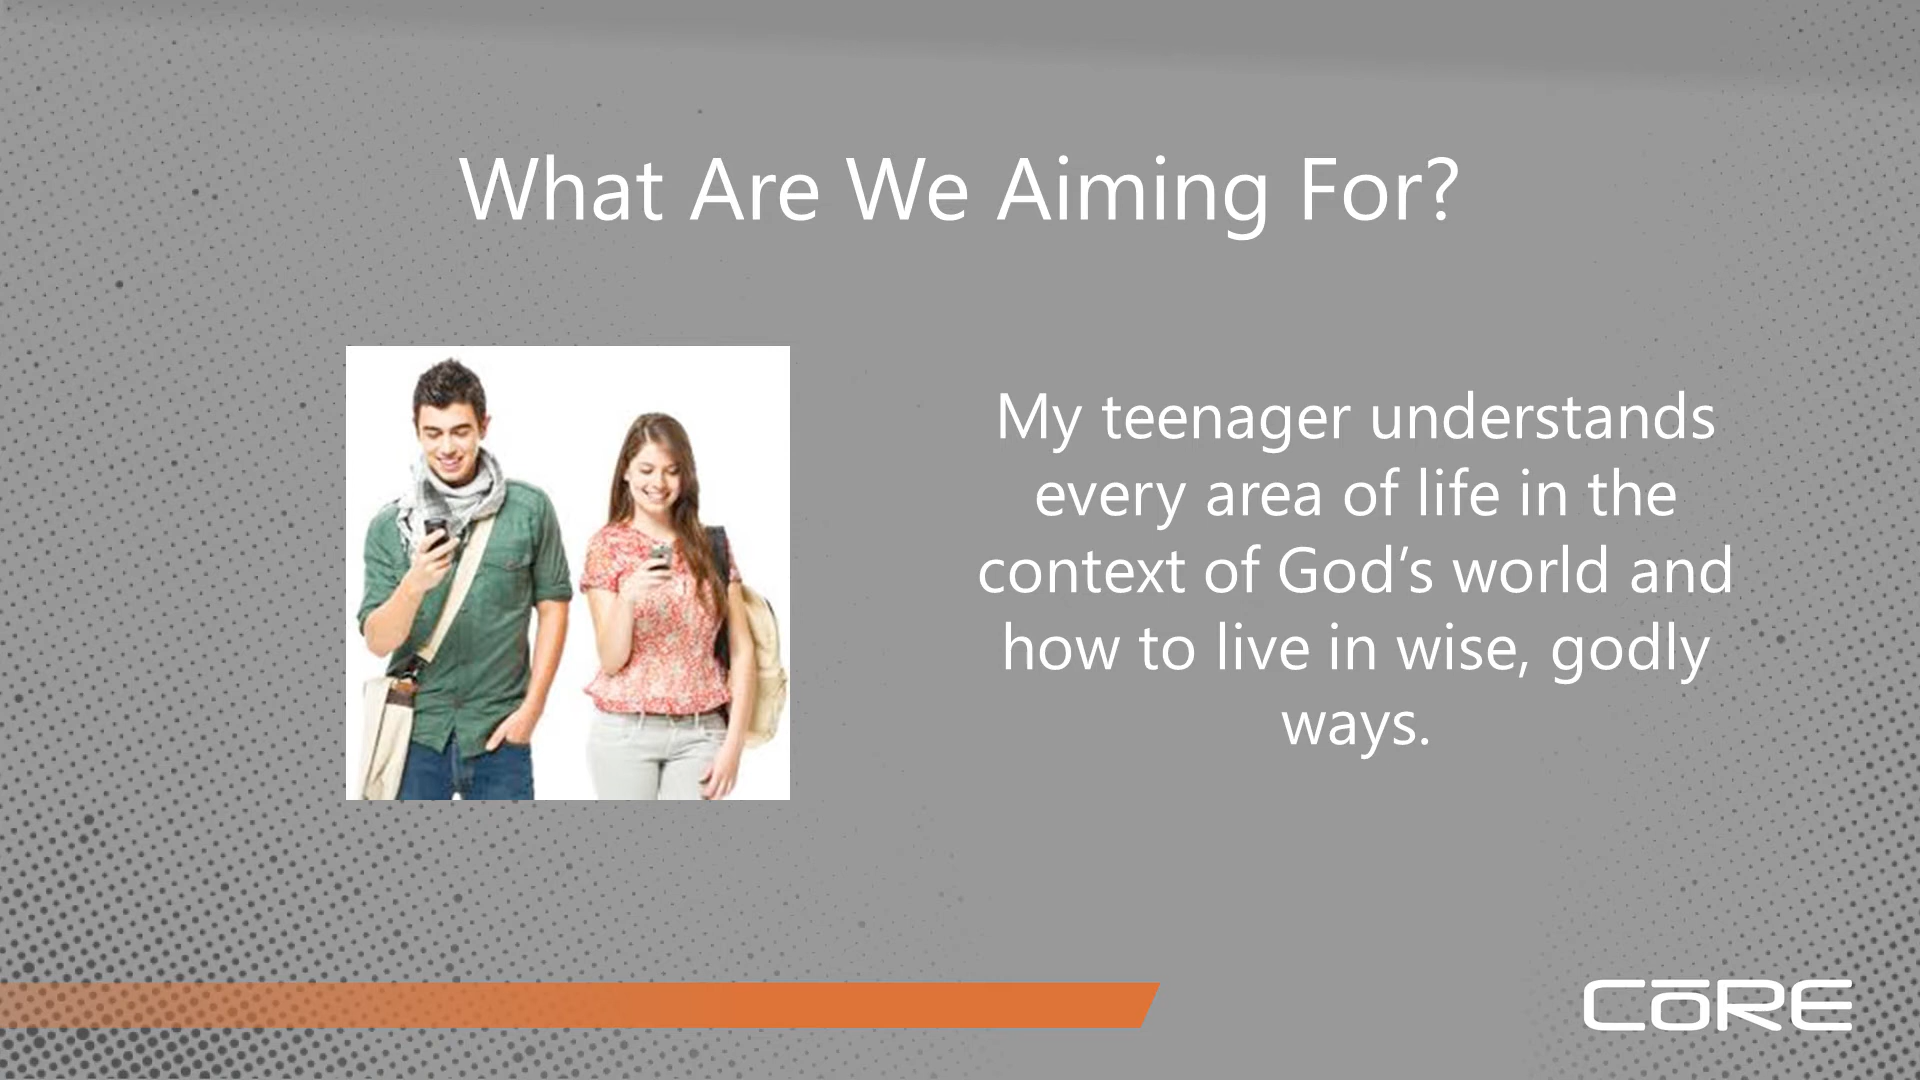 What Are We Aiming For?
My teenager understands
every area of life in the
context of God’s world and
how to live in wise, godly
ways.
CōRE